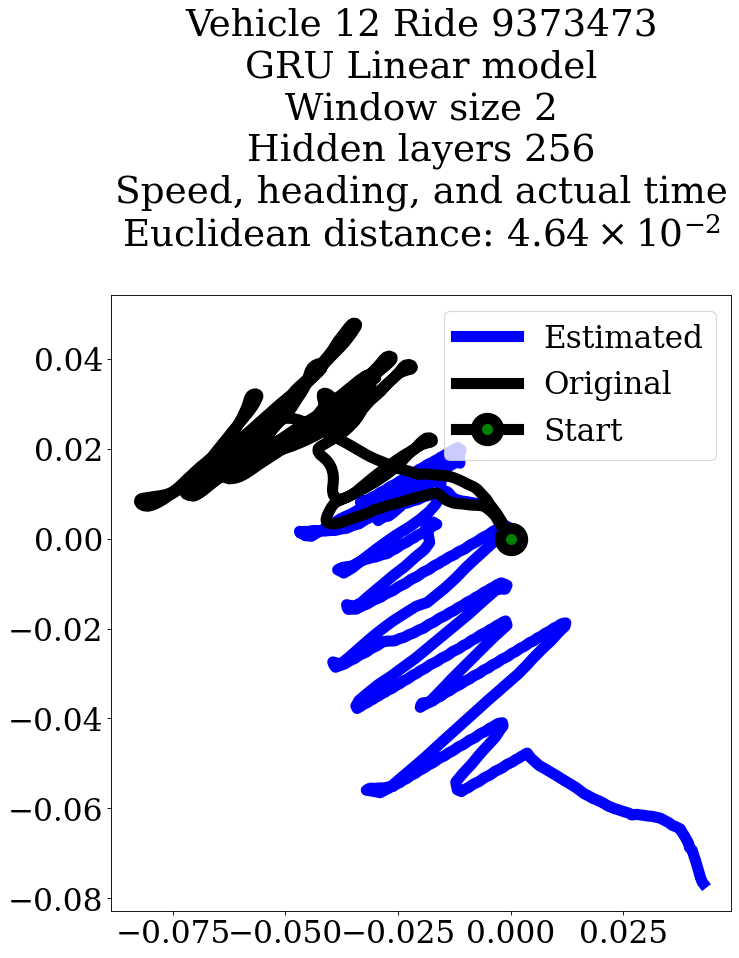 Vehicle 12 Ride 9373473
GRU Linear model
Window size 2
Hidden layers 256
Speed, heading, and actual time
Euclidean distance: 4.64 × 10⁻²
Estimated
Original
Start
0.04
0.02
0.00
−0.02
−0.04
−0.06
−0.08
−0.075 −0.050 −0.025 0.000 0.025